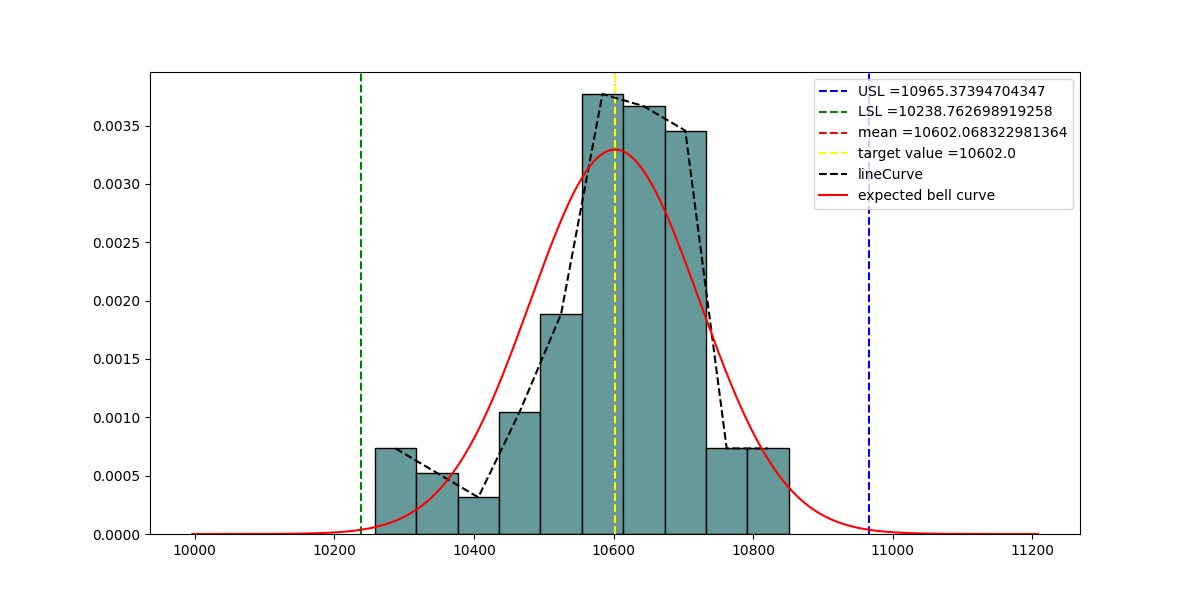 USL =10965.37394704347
LSL =10238.762698919258
mean =10602.068322981364
target value =10602.0
lineCurve
expected bell curve
0.0035
0.0030
0.0025
0.0020
0.0015
0.0010
0.0005
0.0000
10000 10200 10400 10600 10800 11000 11200